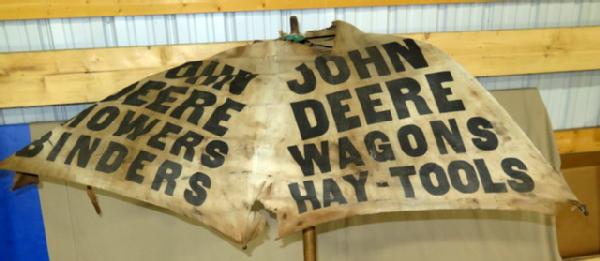 JOHN
DEERE
MOWERS
BINDERS
JOHN
DEERE
WAGONS
HAY-TOOLS